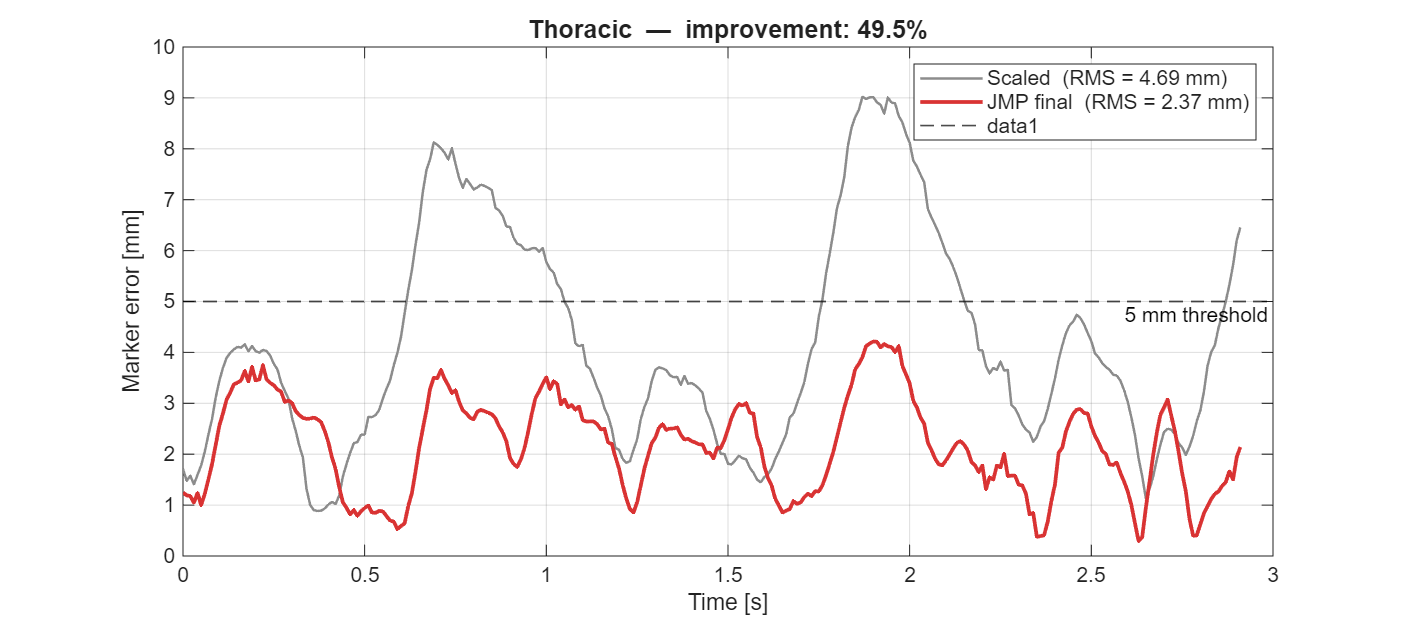 Thoracic — improvement: 49.5%
10
9
8
7
6
5
4
3
2
1
0
Marker error [mm]
Scaled (RMS = 4.69 mm)
JMP final (RMS = 2.37 mm)
data1
5 mm threshold
0 0.5 1 1.5 2 2.5 3
Time [s]